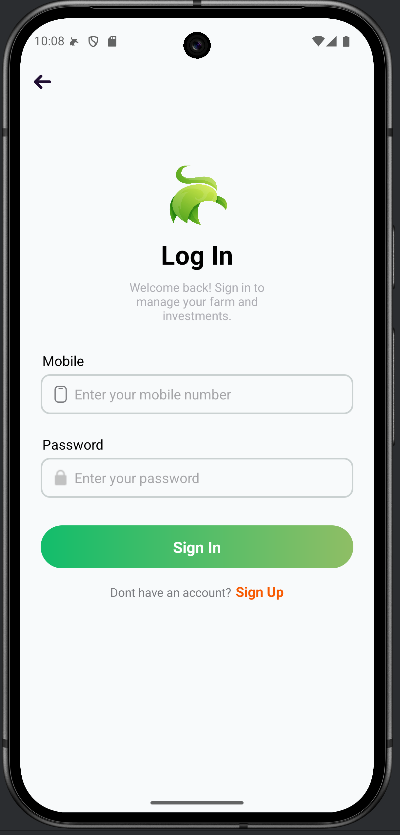 10:08
Log In
Welcome back! Sign in to
manage your farm and
investments.
Mobile
Enter your mobile number
Password
Enter your password
Sign In
Dont have an account? Sign Up